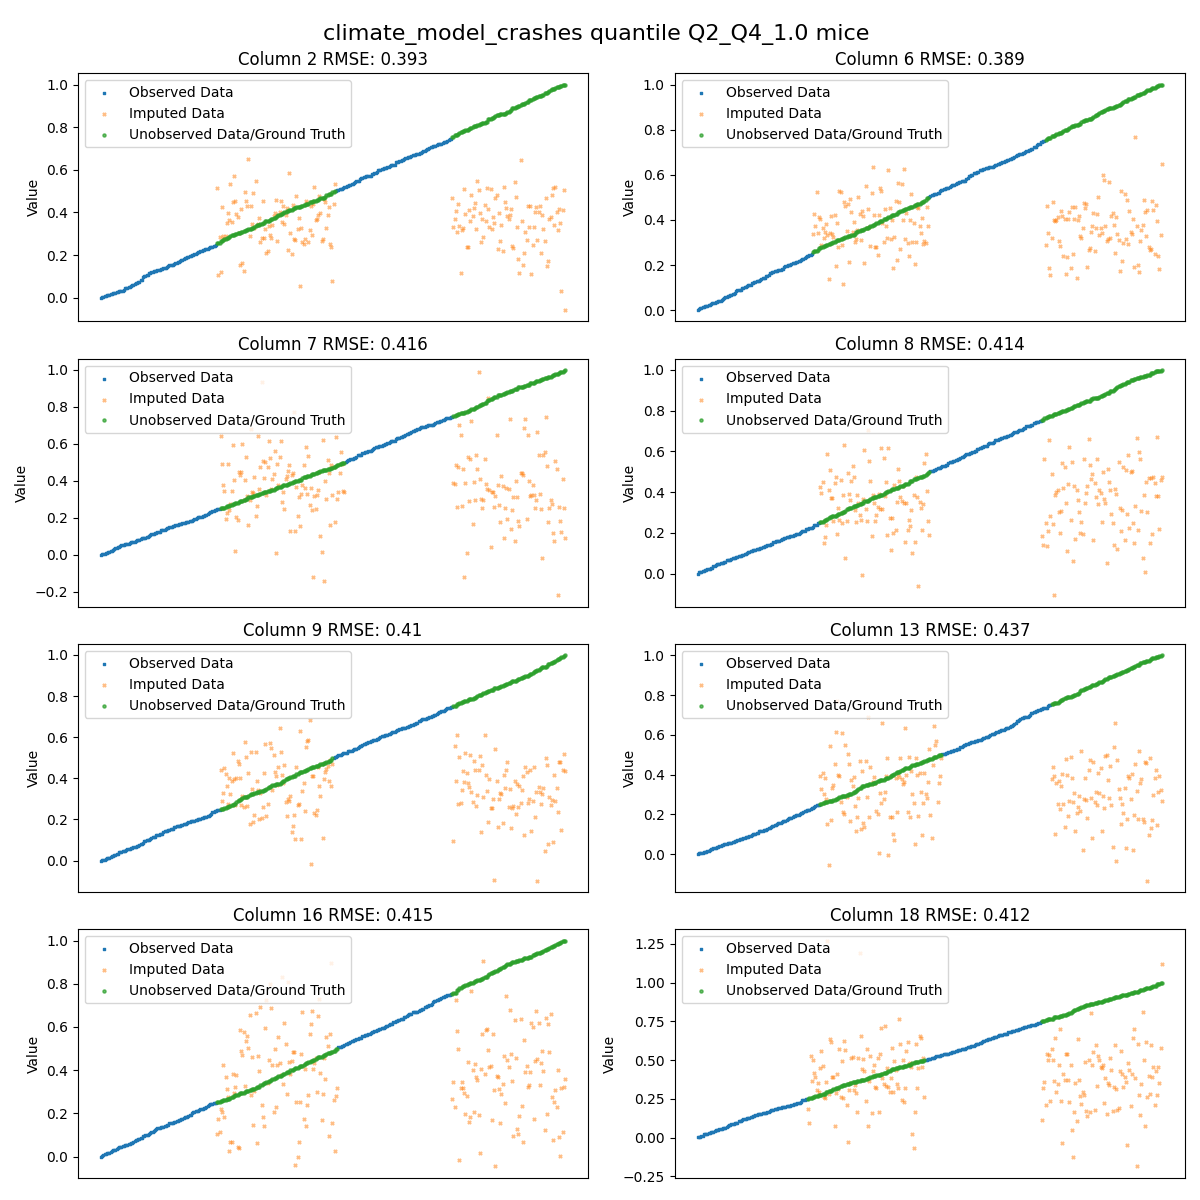 climate_model_crashes quantile Q2_Q4_1.0 mice
Column 2 RMSE: 0.393
1.0
0.8
0.6
0.4
0.2
0.0
Value
Observed Data
Imputed Data
Unobserved Data/Ground Truth
Column 6 RMSE: 0.389
1.0
0.8
0.6
0.4
0.2
0.0
Value
Observed Data
Imputed Data
Unobserved Data/Ground Truth
Column 7 RMSE: 0.416
1.0
0.8
0.6
0.4
0.2
0.0
−0.2
Value
Observed Data
Imputed Data
Unobserved Data/Ground Truth
Column 8 RMSE: 0.414
1.0
0.8
0.6
0.4
0.2
0.0
Value
Observed Data
Imputed Data
Unobserved Data/Ground Truth
Column 9 RMSE: 0.41
1.0
0.8
0.6
0.4
0.2
0.0
Value
Observed Data
Imputed Data
Unobserved Data/Ground Truth
Column 13 RMSE: 0.437
1.0
0.8
0.6
0.4
0.2
0.0
Value
Observed Data
Imputed Data
Unobserved Data/Ground Truth
Column 16 RMSE: 0.415
1.0
0.8
0.6
0.4
0.2
0.0
Value
Observed Data
Imputed Data
Unobserved Data/Ground Truth
Column 18 RMSE: 0.412
1.25
1.00
0.75
0.50
0.25
0.00
−0.25
Value
Observed Data
Imputed Data
Unobserved Data/Ground Truth